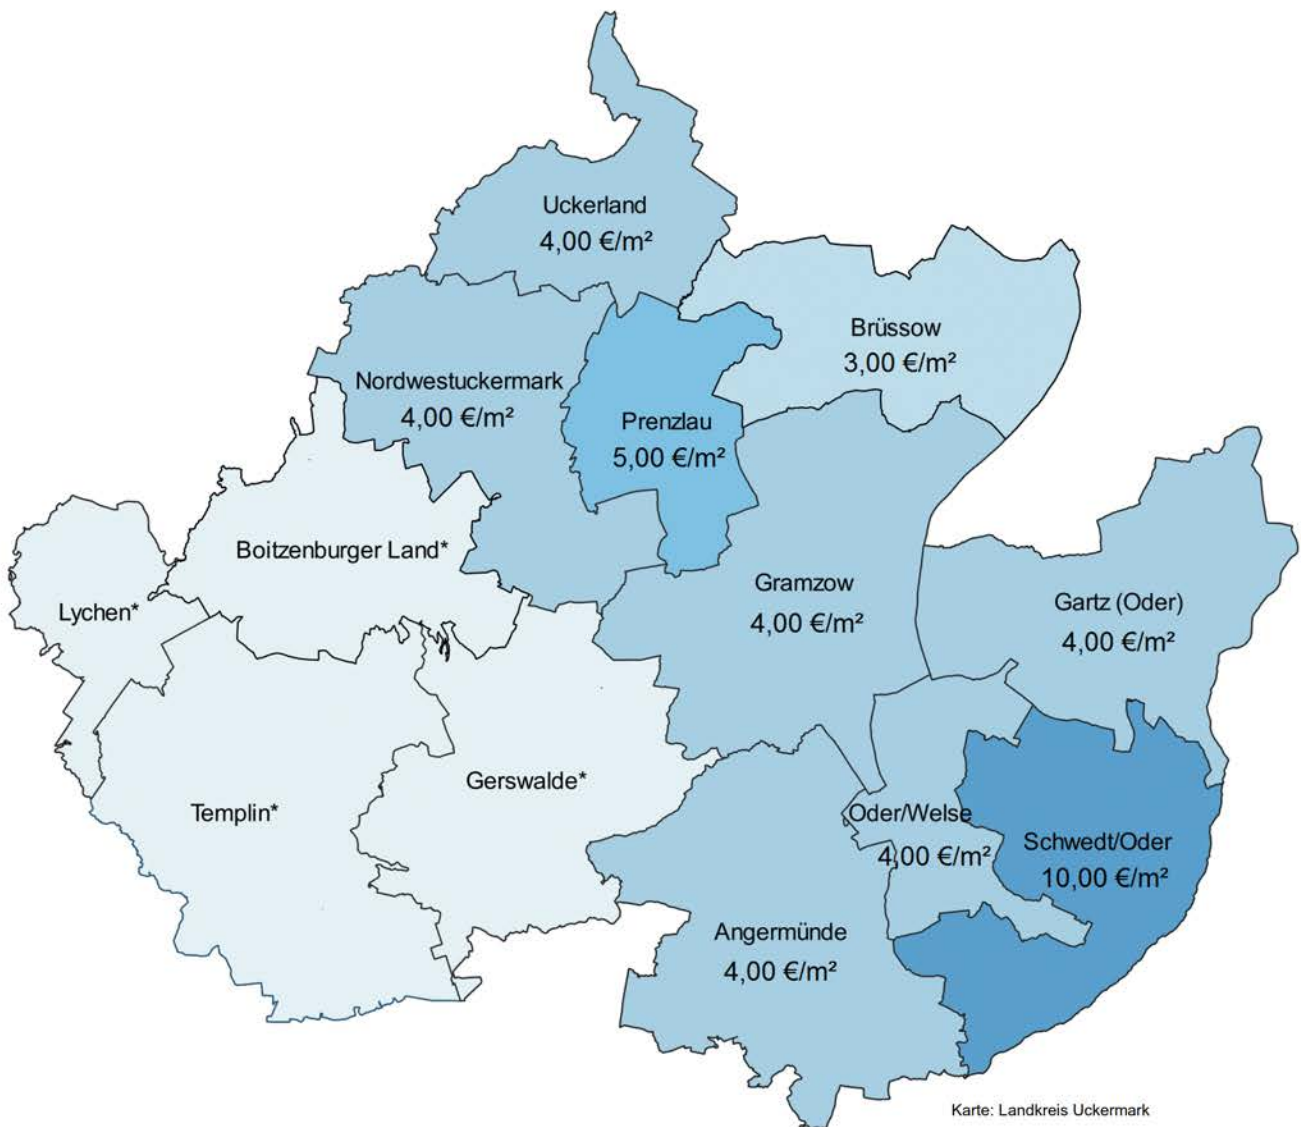 Uckerland
4,00 €/m²
Brüssow
3,00 €/m²
Nordwestuckermark
4,00 €/m²
Prenzlau
5,00 €/m²
Boitzenburger Land*
Lychen*
Gramzow
4,00 €/m²
Gartz (Oder)
4,00 €/m²
Gerswalde*
Templin*
Oder/Welse
4,00 €/m²
Schwedt/Oder
10,00 €/m²
Angermünde
4,00 €/m²
Karte: Landkreis Uckermark